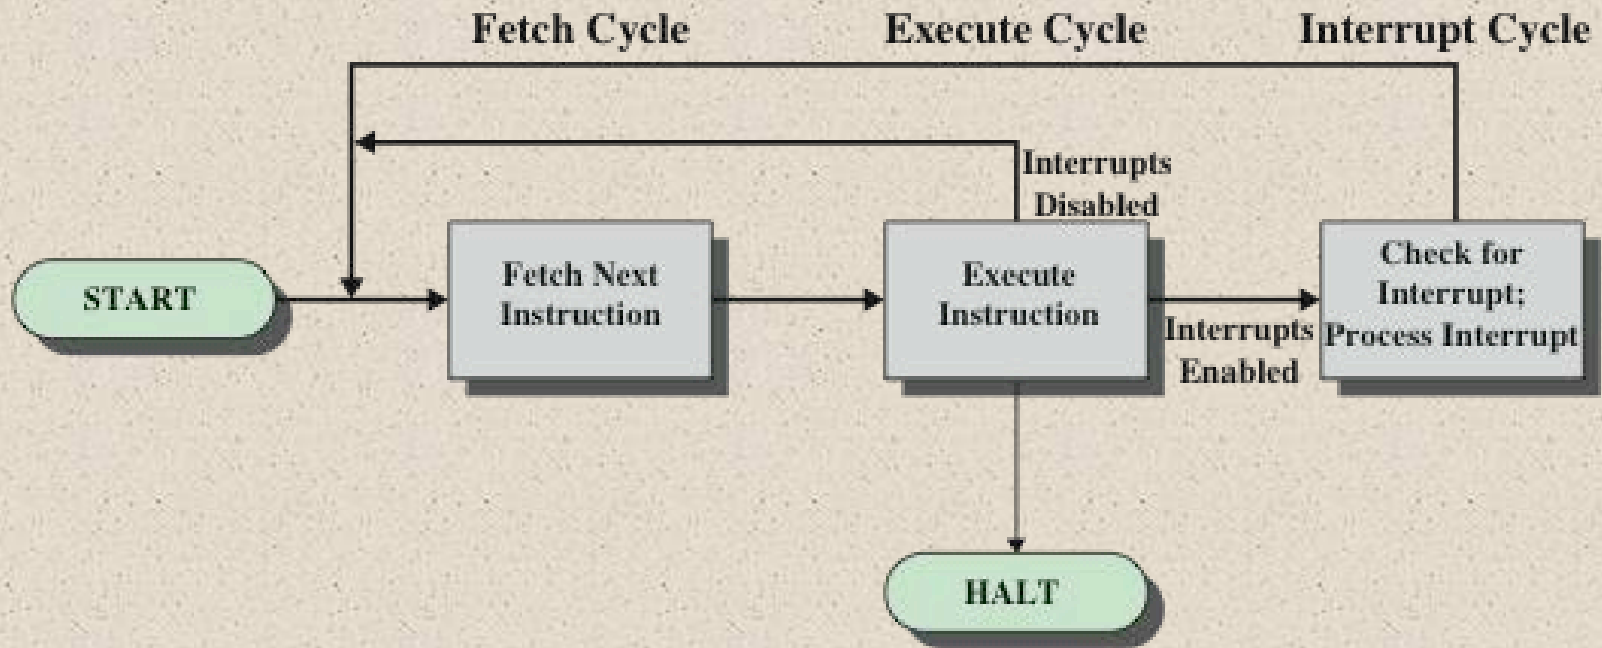 Fetch Cycle
Execute Cycle
Interrupt Cycle
Interrupts
Disabled
START
Fetch Next
Instruction
Execute
Instruction
Interrupts
Enabled
Check for
Interrupt;
Process Interrupt
HALT